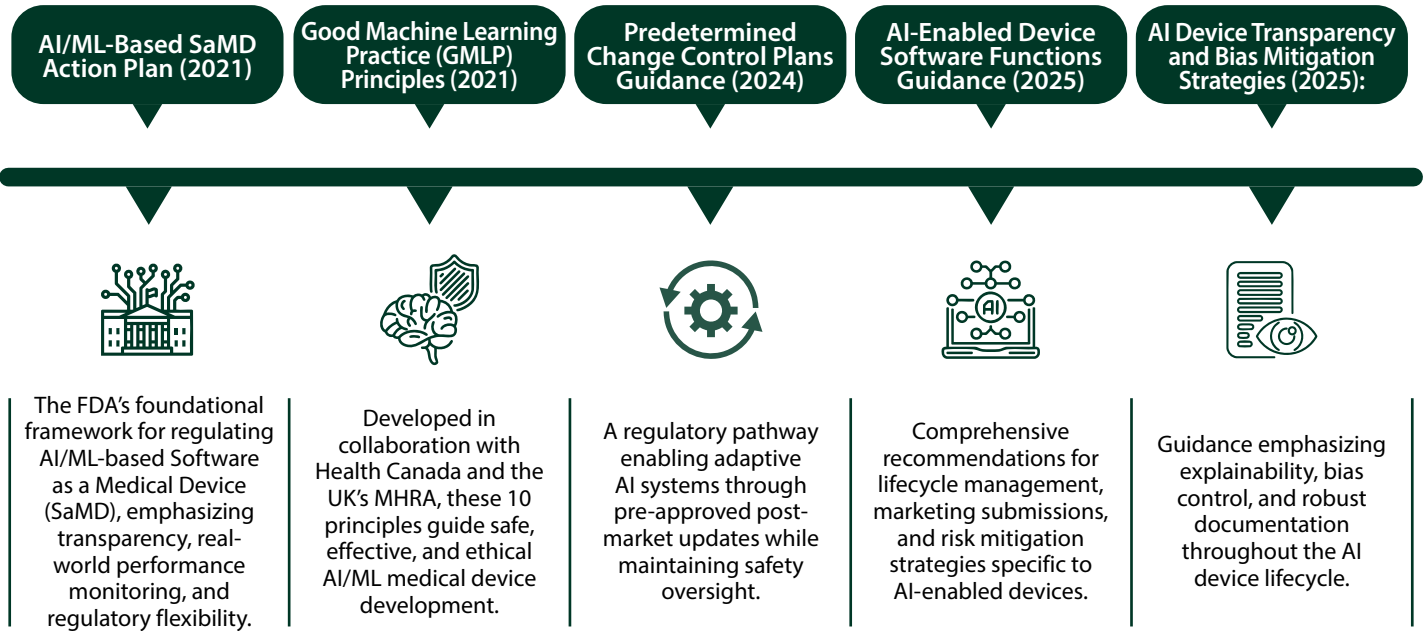 AI/ML-Based SaMD
Action Plan (2021)
Good Machine Learning
Practice (GMLP)
Principles (2021)
Predetermined
Change Control Plans
Guidance (2024)
AI-Enabled Device
Software Functions
Guidance (2025)
AI Device Transparency
and Bias Mitigation
Strategies (2025):
AI
The FDA's foundational
framework for regulating
AI/ML-based Software
as a Medical Device
(SaMD), emphasizing
transparency, real-
world performance
monitoring, and
regulatory flexibility.
Developed in
collaboration with
Health Canada and the
UK's MHRA, these 10
principles guide safe,
effective, and ethical
AI/ML medical device
development.
A regulatory pathway
enabling adaptive
AI systems through
pre-approved post-
market updates while
maintaining safety
oversight.
Comprehensive
recommendations for
lifecycle management,
marketing submissions,
and risk mitigation
strategies specific to
AI-enabled devices.
Guidance emphasizing
explainability, bias
control, and robust
documentation
throughout the AI
device lifecycle.